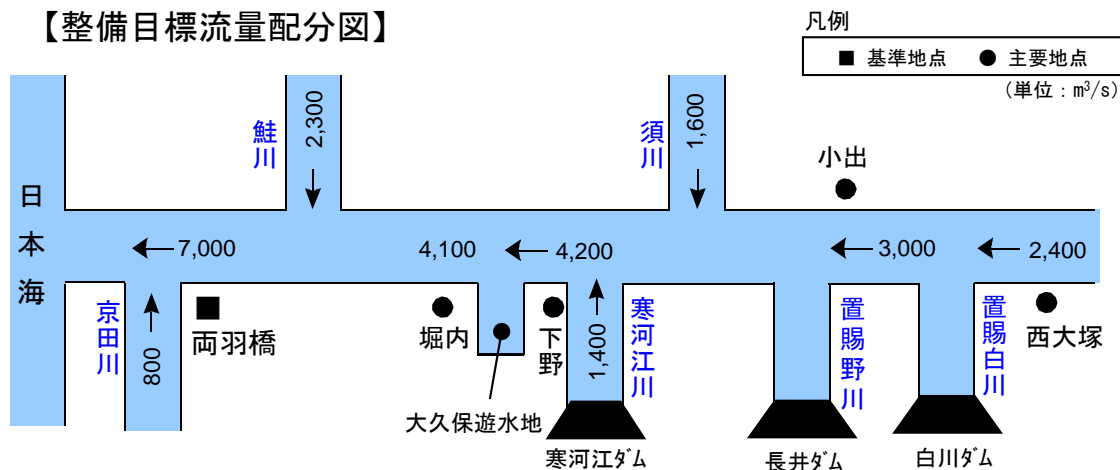 【整備目標流量配分図】
凡例
■ 基準地点 ● 主要地点
(単位:m³/s)
鮭川
2,300
須川
1,600
小出
日本海
7,000
4,100
4,200
3,000
2,400
京田川
800
両羽橋
堀内
下野
1,400
寒河江川
置賜野川
置賜白川
西大塚
大久保遊水地
寒河江ダム
長井ダム
白川ダム